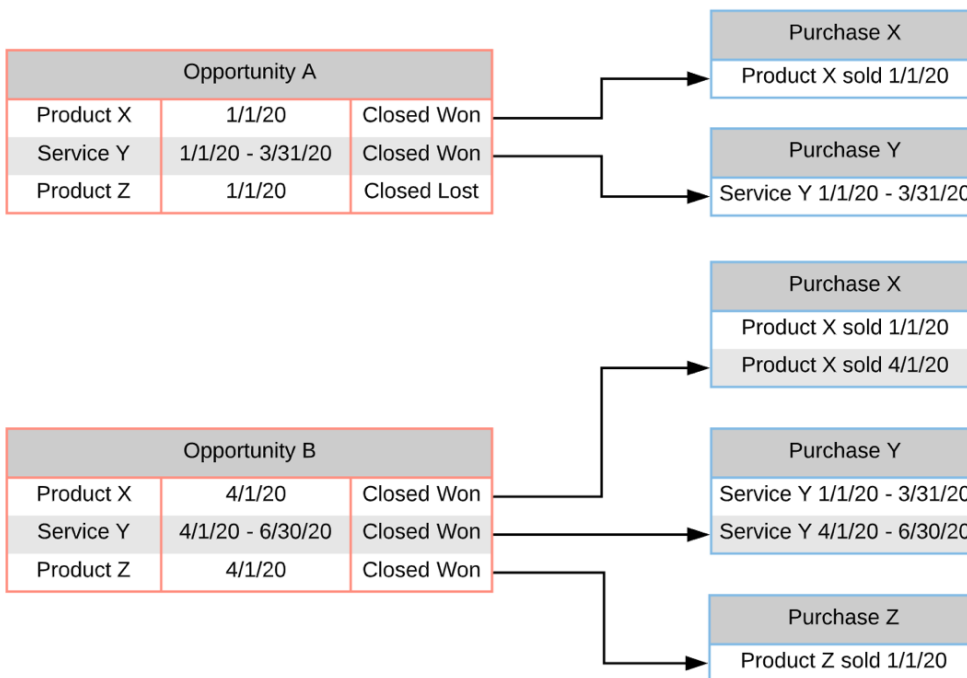 Opportunity A
Product X 1/1/20 Closed Won
Service Y 1/1/20 - 3/31/20 Closed Won
Product Z 1/1/20 Closed Lost
Purchase X
Product X sold 1/1/20
Purchase Y
Service Y 1/1/20 - 3/31/20
Opportunity B
Product X 4/1/20 Closed Won
Service Y 4/1/20 - 6/30/20 Closed Won
Product Z 4/1/20 Closed Won
Purchase X
Product X sold 1/1/20
Product X sold 4/1/20
Purchase Y
Service Y 1/1/20 - 3/31/20
Service Y 4/1/20 - 6/30/20
Purchase Z
Product Z sold 1/1/20